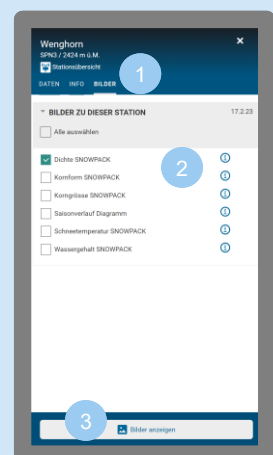 Wenghorn
SPN3 / 2424 m ü.M.
Stationsübersicht
DATEN INFO BILDER
1
BILDER ZU DIESER STATION 17.2.23
Alle auswählen
Dichte SNOWPACK
2
Kornform SNOWPACK
Korngrösse SNOWPACK
Saisonverlauf Diagramm
Schneetemperatur SNOWPACK
Wassergehalt SNOWPACK
3
Bilder anzeigen